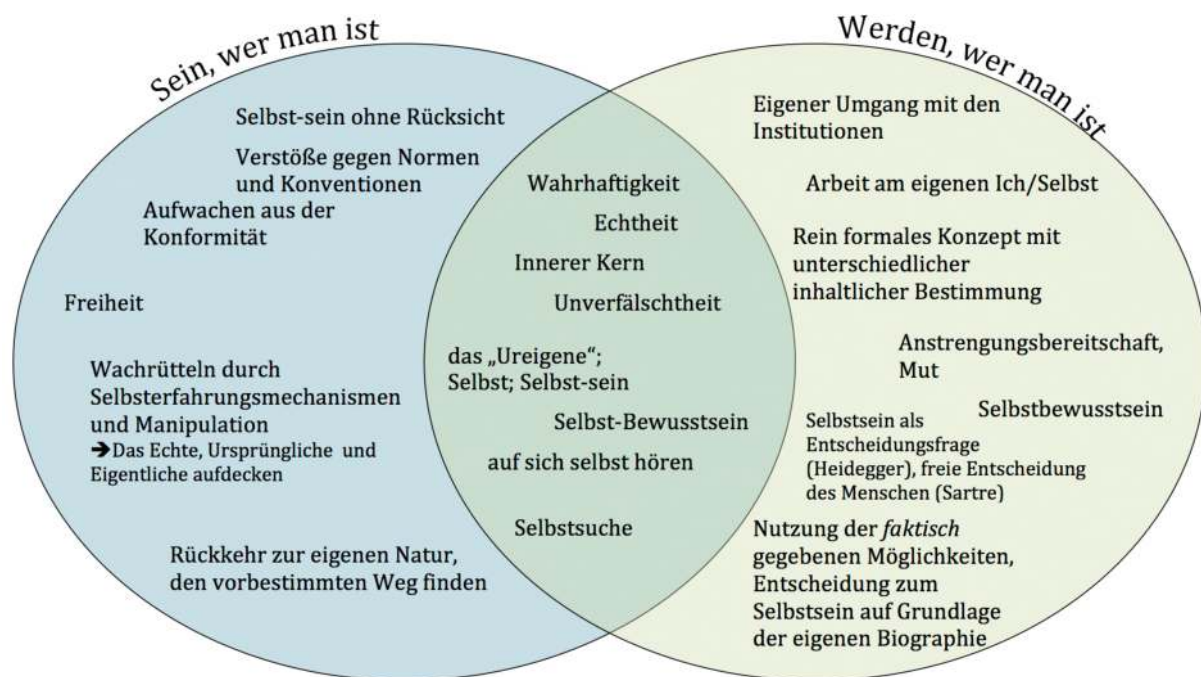 Sein, wer man ist
Selbst-sein ohne Rücksicht
Verstöße gegen Normen
und Konventionen
Aufwachen aus der
Konformität
Freiheit
Wachrütteln durch
Selbsterfahrungsmechanismen
und Manipulation
➔Das Echte, Ursprüngliche und
Eigentliche aufdecken
Rückkehr zur eigenen Natur,
den vorbestimmten Weg finden
Wahrhaftigkeit
Echtheit
Innerer Kern
Unverfälschtheit
das „Ureigene“;
Selbst; Selbst-sein
Selbst-Bewusstsein
auf sich selbst hören
Selbstsuche
Werden, wer man ist
Eigener Umgang mit den
Institutionen
Arbeit am eigenen Ich/Selbst
Rein formales Konzept mit
unterschiedlicher
inhaltlicher Bestimmung
Anstrengungsbereitschaft,
Mut
Selbstbewusstsein
Selbstsein als
Entscheidungsfrage
(Heidegger), freie Entscheidung
des Menschen (Sartre)
Nutzung der faktisch
gegebenen Möglichkeiten,
Entscheidung zum
Selbstsein auf Grundlage
der eigenen Biographie